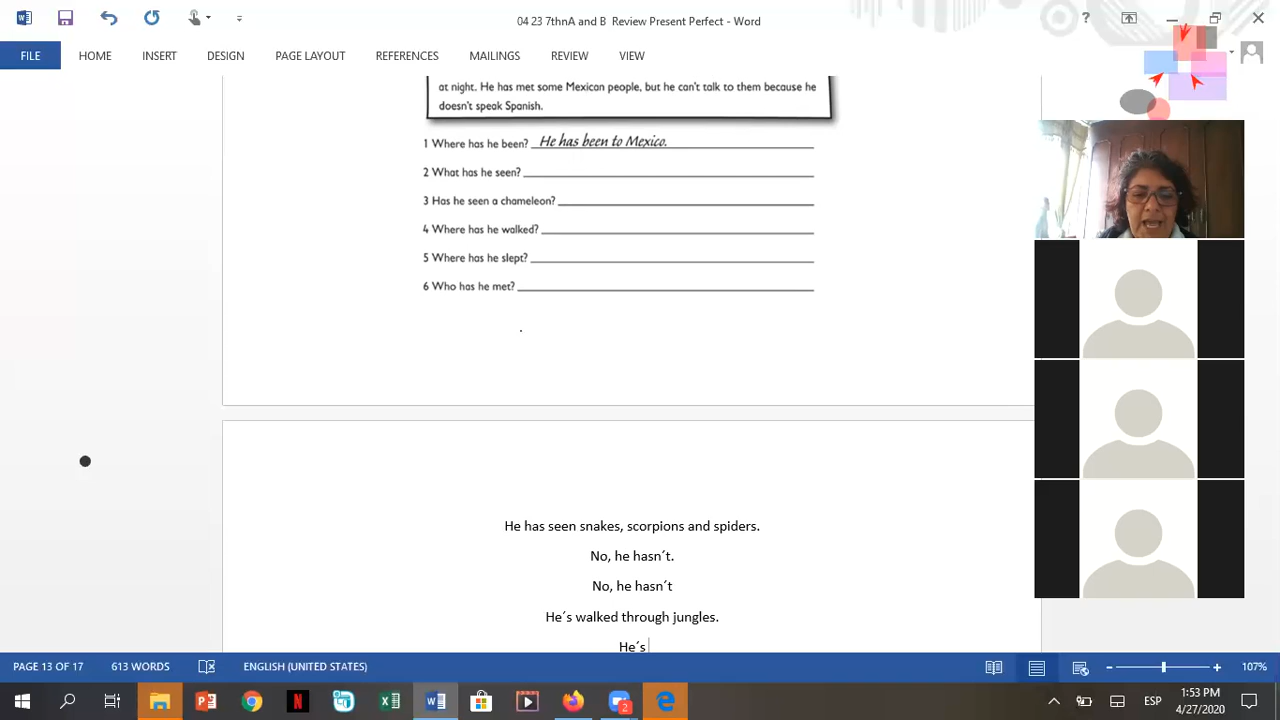 04 23 7thnA and B Review Present Perfect - Word
FILE HOME INSERT DESIGN PAGE LAYOUT REFERENCES MAILINGS REVIEW VIEW
at night. He has met some Mexican people, but he can't talk to them because he
doesn't speak Spanish.
1 Where has he been? He has been to Mexico.
2 What has he seen?
3 Has he seen a chameleon?
4 Where has he walked?
5 Where has he slept?
6 Who has he met?
.
He has seen snakes, scorpions and spiders.
No, he hasn´t.
No, he hasn´t
He´s walked through jungles.
He´s
PAGE 13 OF 17 613 WORDS ENGLISH (UNITED STATES) 107%
2 ESP 1:53 PM
4/27/2020